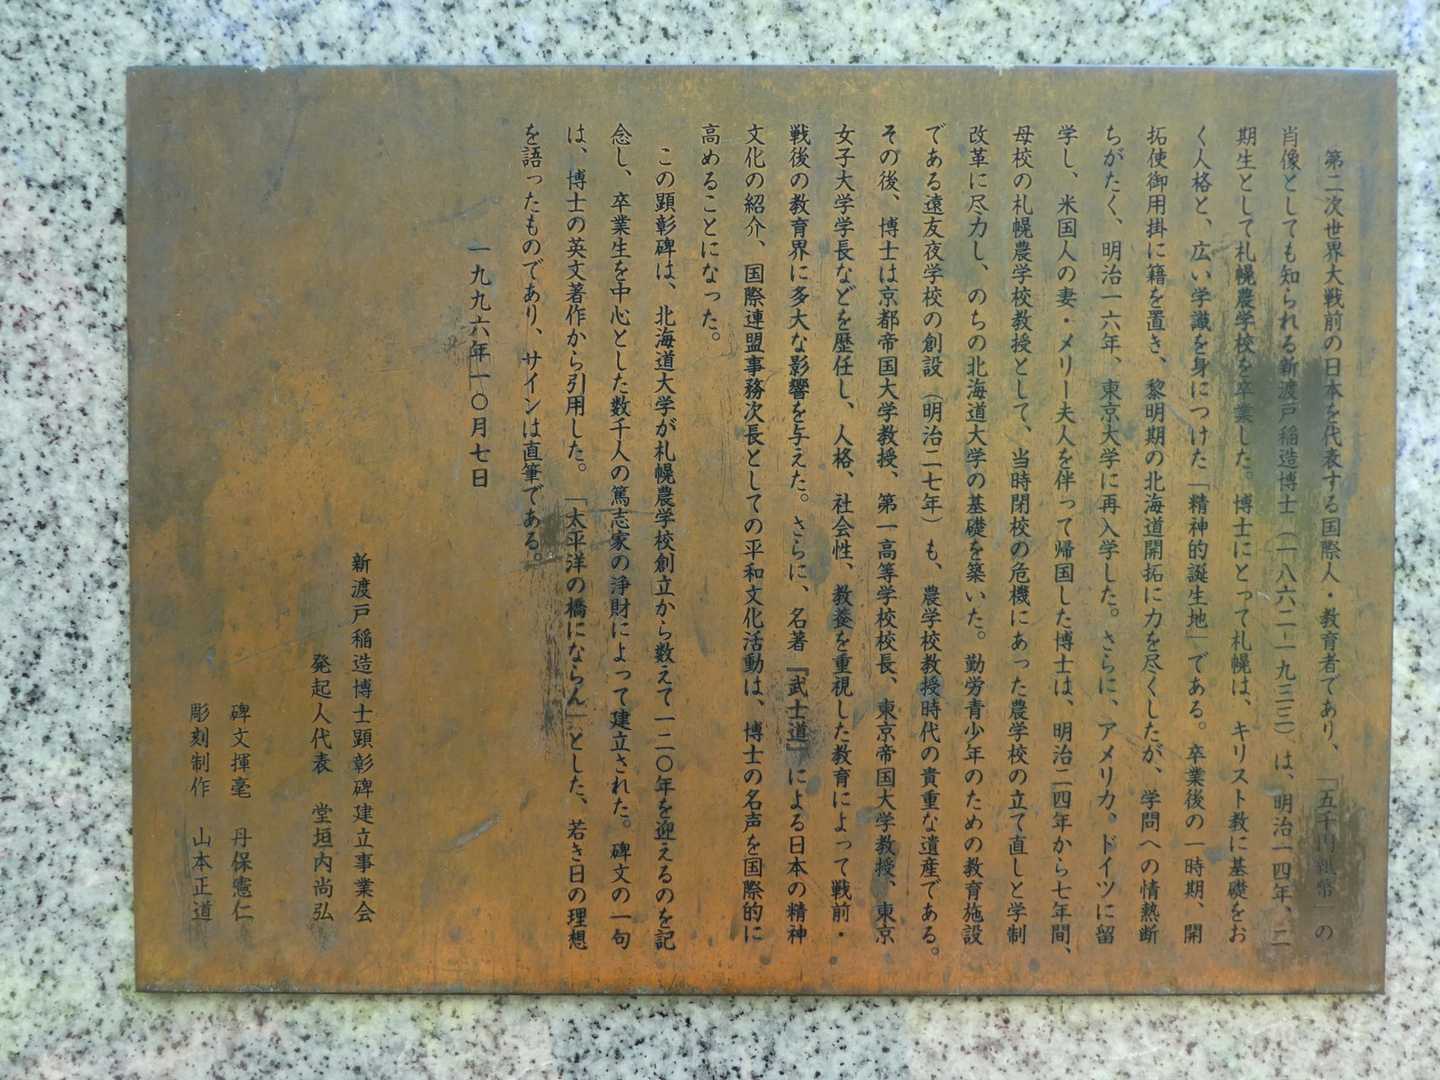 第二次世界大戦前の日本を代表する国際人・教育者であり、「五千円紙幣」の
肖像としても知られる新渡戸稲造博士（一八六二-一九三三）は、明治一四年、二
期生として札幌農学校を卒業した。博士にとって札幌は、キリスト教に基礎をお
く人格と、広い学識を身につけた「精神的誕生地」である。卒業後の一時期、開
拓使御用掛に籍を置き、黎明期の北海道開拓に力を尽くしたが、学問への情熱断
ちがたく、明治一六年、東京大学に再入学した。さらに、アメリカ。ドイツに留
学し、米国人の妻・メリー夫人を伴って帰国した博士は、明治二四年から七年間、
母校の札幌農学校教授として、当時閉校の危機にあった農学校の立て直しと学制
改革に尽力し、のちの北海道大学の基礎を築いた。勤労青少年のための教育施設
である遠友夜学校の創設（明治二七年）も、農学校教授時代の貴重な遺産である。
その後、博士は京都帝国大学教授、第一高等学校校長、東京帝国大学教授、東京
女子大学学長などを歴任し、人格、社会性、教養を重視した教育によって戦前・
戦後の教育界に多大な影響を与えた。さらに、名著『武士道』による日本の精神
文化の紹介、国際連盟事務次長としての平和文化活動は、博士の名声を国際的に
高めることになった。
この顕彰碑は、北海道大学が札幌農学校創立から数えて一二〇年を迎えるのを記
念し、卒業生を中心とした数千人の篤志家の浄財によって建立された。碑文の一句
は、博士の英文著作から引用した。「太平洋の橋にならん」とした、若き日の理想
を語ったものであり、サインは直筆である。
一九九六年一〇月七日
新渡戸稲造博士顕彰碑建立事業会
発起人代表 堂垣内尚弘
碑文揮毫 丹保憲仁
彫刻制作 山本正道